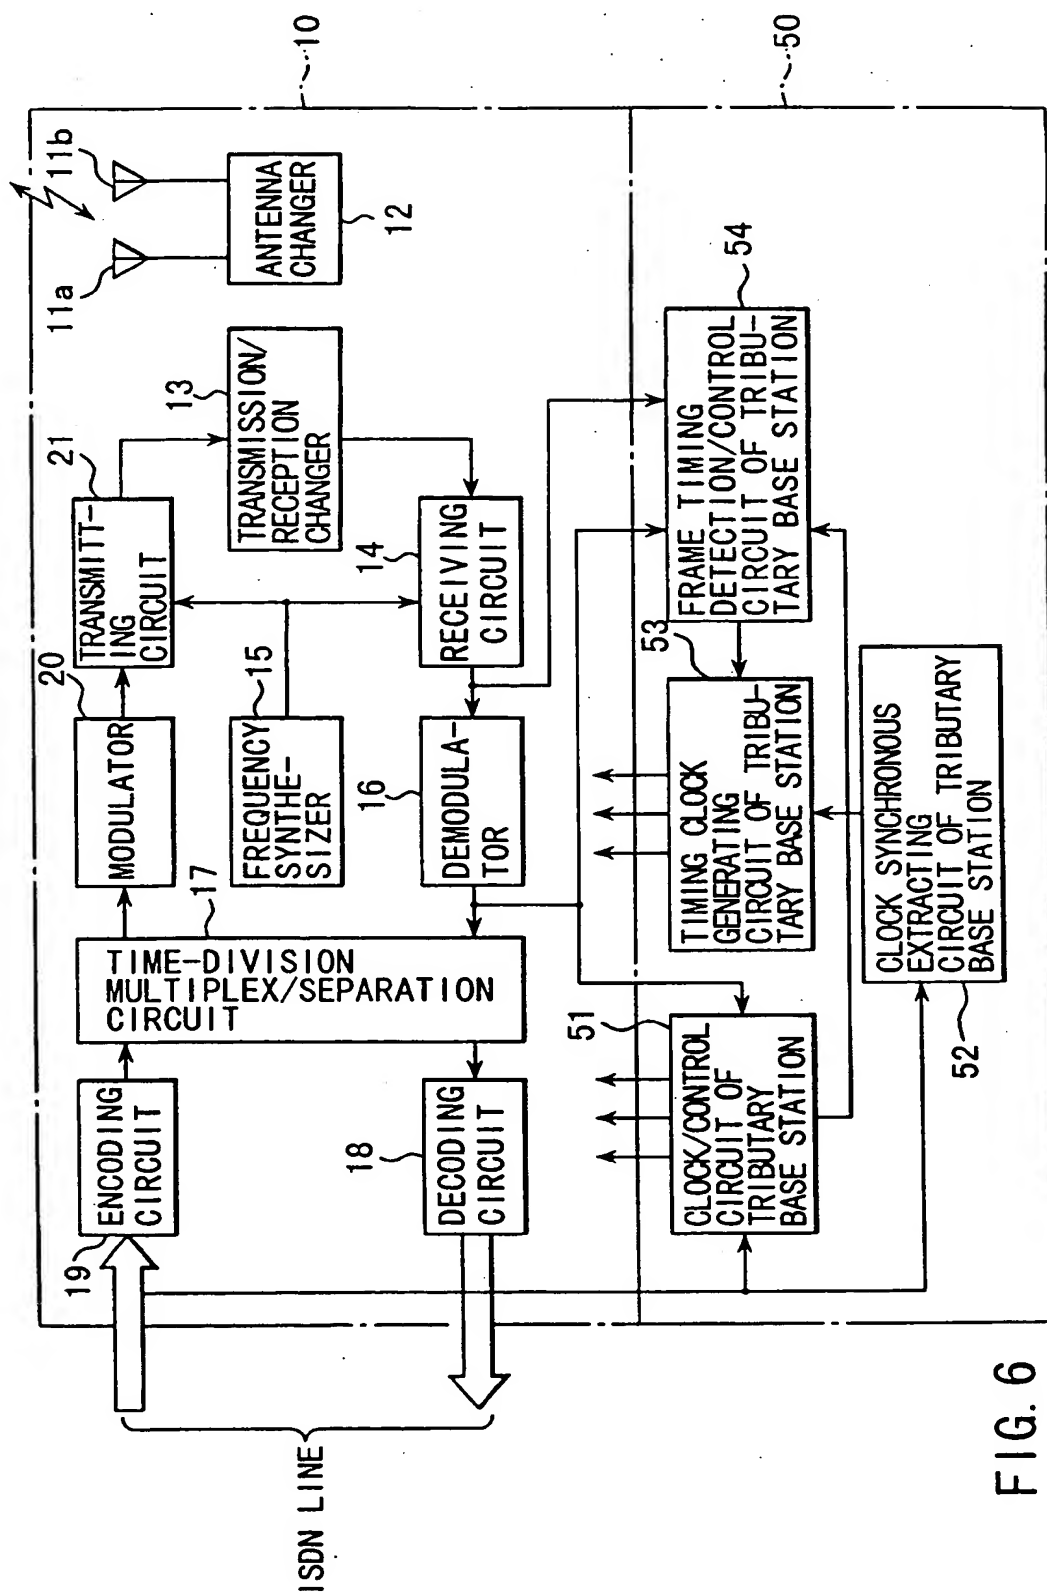 10
11b
11a
ANTENNA
CHANGER
12
13
TRANSMISSION/
RECEPTION
CHANGER
21
TRANSMITT-
ING
CIRCUIT
14
RECEIVING
CIRCUIT
20
MODULATOR
15
FREQUENCY
SYNTHE-
SIZER
16
DEMODULA-
TOR
17
TIME-DIVISION
MULTIPLEX/SEPARATION
CIRCUIT
19
ENCODING
CIRCUIT
18
DECODING
CIRCUIT
ISDN LINE
50
54
FRAME TIMING
DETECTION/CONTROL
CIRCUIT OF TRIBU-
TARY BASE STATION
53
TIMING CLOCK
GENERATING
CIRCUIT OF TRIBU-
TARY BASE STATION
51
CLOCK/CONTROL
CIRCUIT OF
TRIBUTARY
BASE STATION
CLOCK SYNCHRONOUS
EXTRACTING
CIRCUIT OF TRIBUTARY
BASE STATION
52
FIG. 6